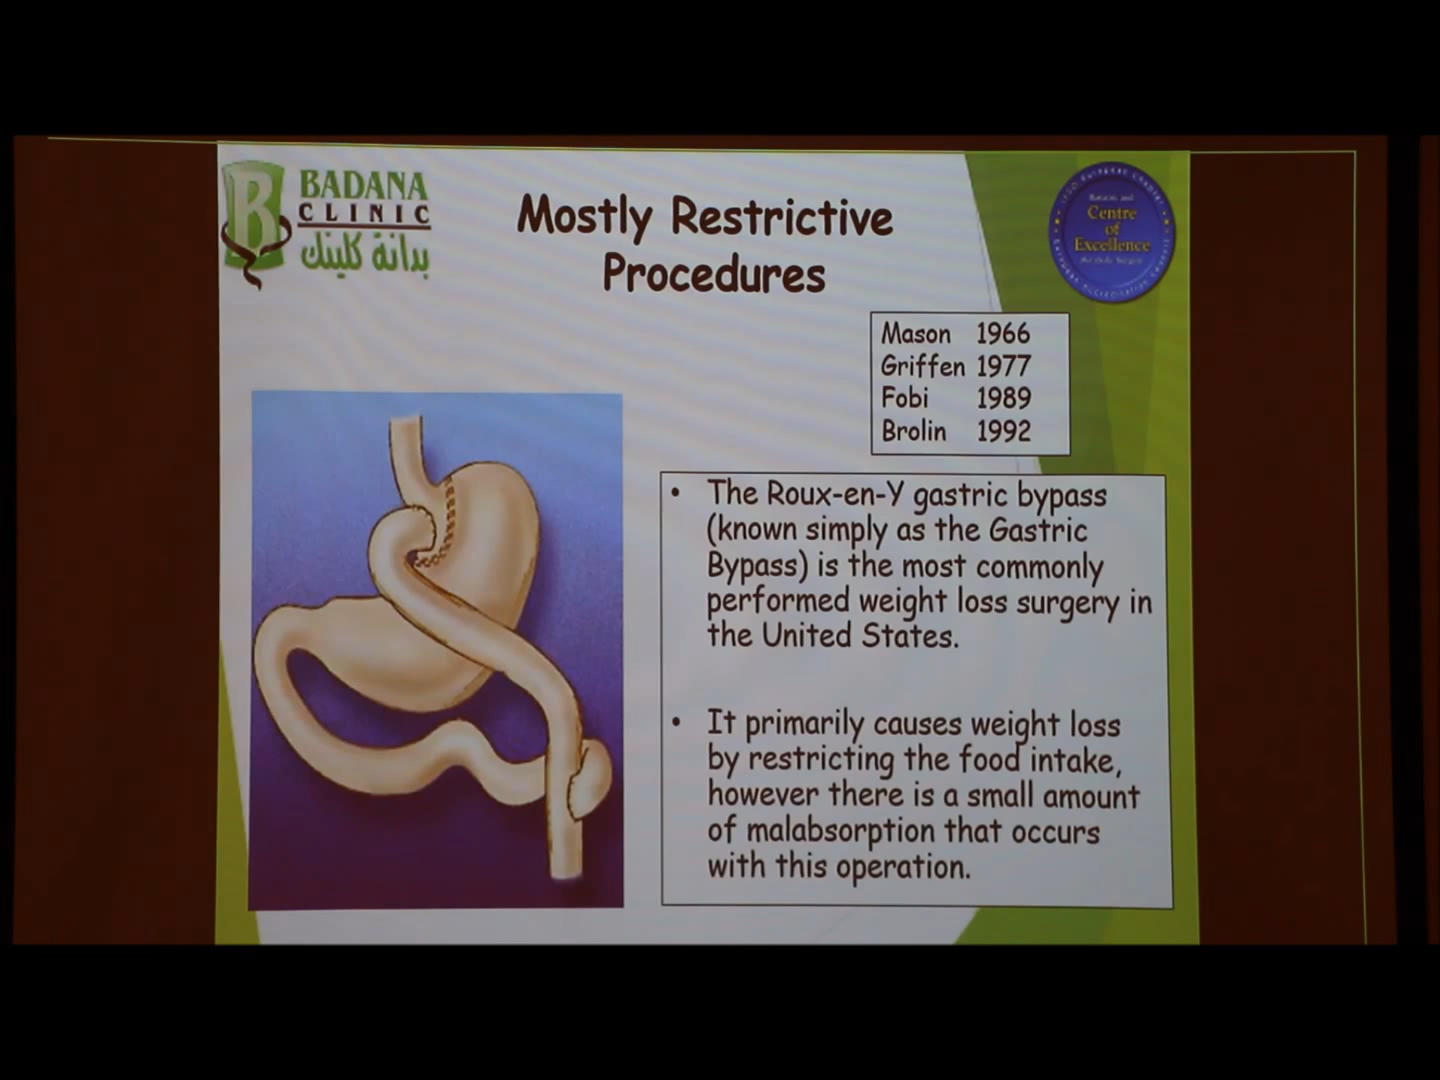 BADANA
CLINIC
بدانة كلينك
Mostly Restrictive
Procedures
Centre
of
Excellence
Mason 1966
Griffen 1977
Fobi 1989
Brolin 1992
• The Roux-en-Y gastric bypass
(known simply as the Gastric
Bypass) is the most commonly
performed weight loss surgery in
the United States.
• It primarily causes weight loss
by restricting the food intake,
however there is a small amount
of malabsorption that occurs
with this operation.